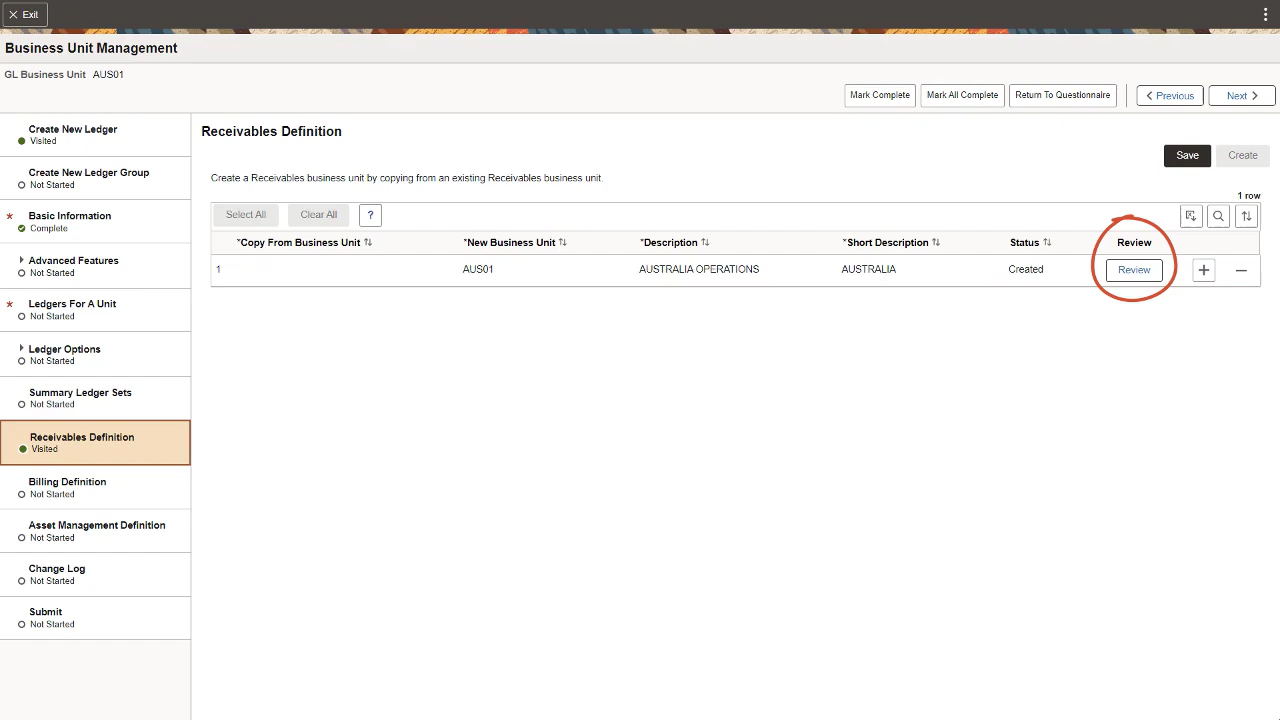 Exit
Business Unit Management
GL Business Unit AUS01
Mark Complete Mark All Complete Return To Questionnaire Previous Next
Create New Ledger
Visited
Create New Ledger Group
Not Started
* Basic Information
Complete
Advanced Features
Not Started
* Ledgers For A Unit
Not Started
Ledger Options
Not Started
Summary Ledger Sets
Not Started
Receivables Definition
Visited
Billing Definition
Not Started
Asset Management Definition
Not Started
Change Log
Not Started
Submit
Not Started
Receivables Definition
Save Create
Create a Receivables business unit by copying from an existing Receivables business unit.
1 row
Select All Clear All ?
*Copy From Business Unit *New Business Unit *Description *Short Description Status Review
1 AUS01 AUSTRALIA OPERATIONS AUSTRALIA Created Review + −